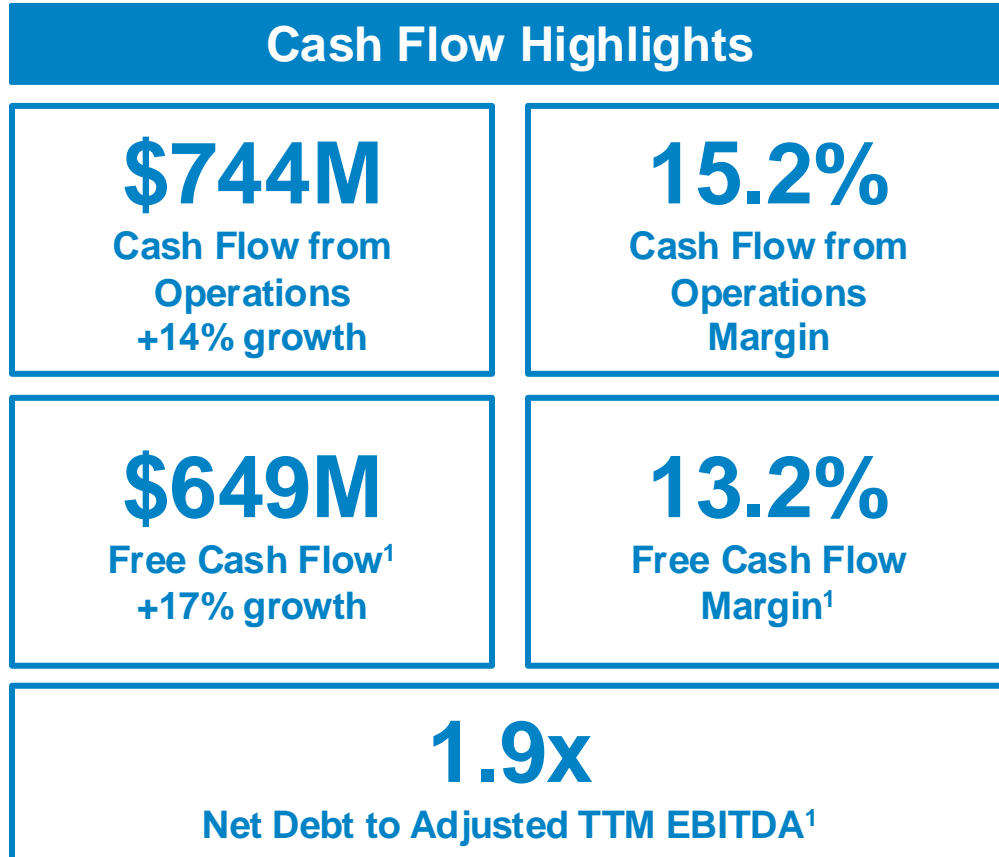 Cash Flow Highlights
$744M
Cash Flow from
Operations
+14% growth
15.2%
Cash Flow from
Operations
Margin
$649M
Free Cash Flow¹
+17% growth
13.2%
Free Cash Flow
Margin¹
1.9x
Net Debt to Adjusted TTM EBITDA¹